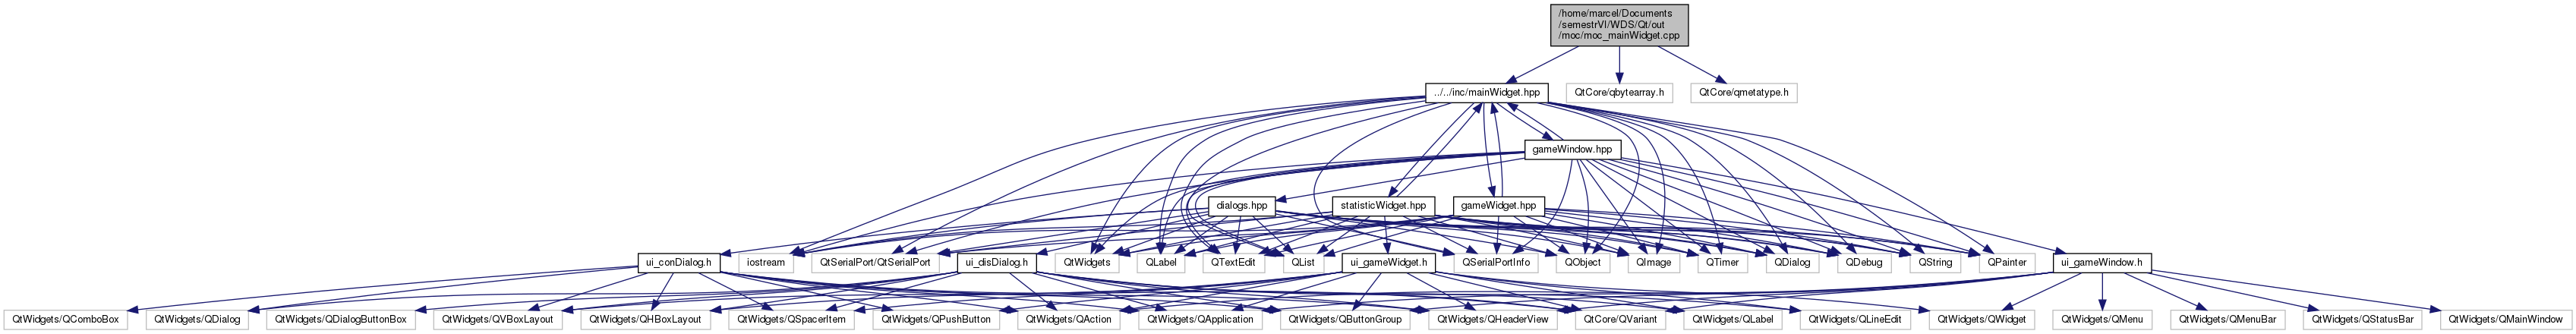 /home/marcel/Documents
/semestrVI/WDS/Qt/out
/moc/moc_mainWidget.cpp
../../inc/mainWidget.hpp
QtCore/qbytearray.h
QtCore/qmetatype.h
gameWindow.hpp
dialogs.hpp
statisticWidget.hpp
gameWidget.hpp
ui_conDialog.h
iostream
QtSerialPort/QtSerialPort
ui_disDialog.h
QtWidgets
QLabel
QTextEdit
QList
ui_gameWidget.h
QSerialPortInfo
QObject
QImage
QTimer
QDialog
QDebug
QString
QPainter
ui_gameWindow.h
QtWidgets/QComboBox
QtWidgets/QDialog
QtWidgets/QDialogButtonBox
QtWidgets/QVBoxLayout
QtWidgets/QHBoxLayout
QtWidgets/QSpacerItem
QtWidgets/QPushButton
QtWidgets/QAction
QtWidgets/QApplication
QtWidgets/QButtonGroup
QtWidgets/QHeaderView
QtCore/QVariant
QtWidgets/QLabel
QtWidgets/QLineEdit
QtWidgets/QWidget
QtWidgets/QMenu
QtWidgets/QMenuBar
QtWidgets/QStatusBar
QtWidgets/QMainWindow